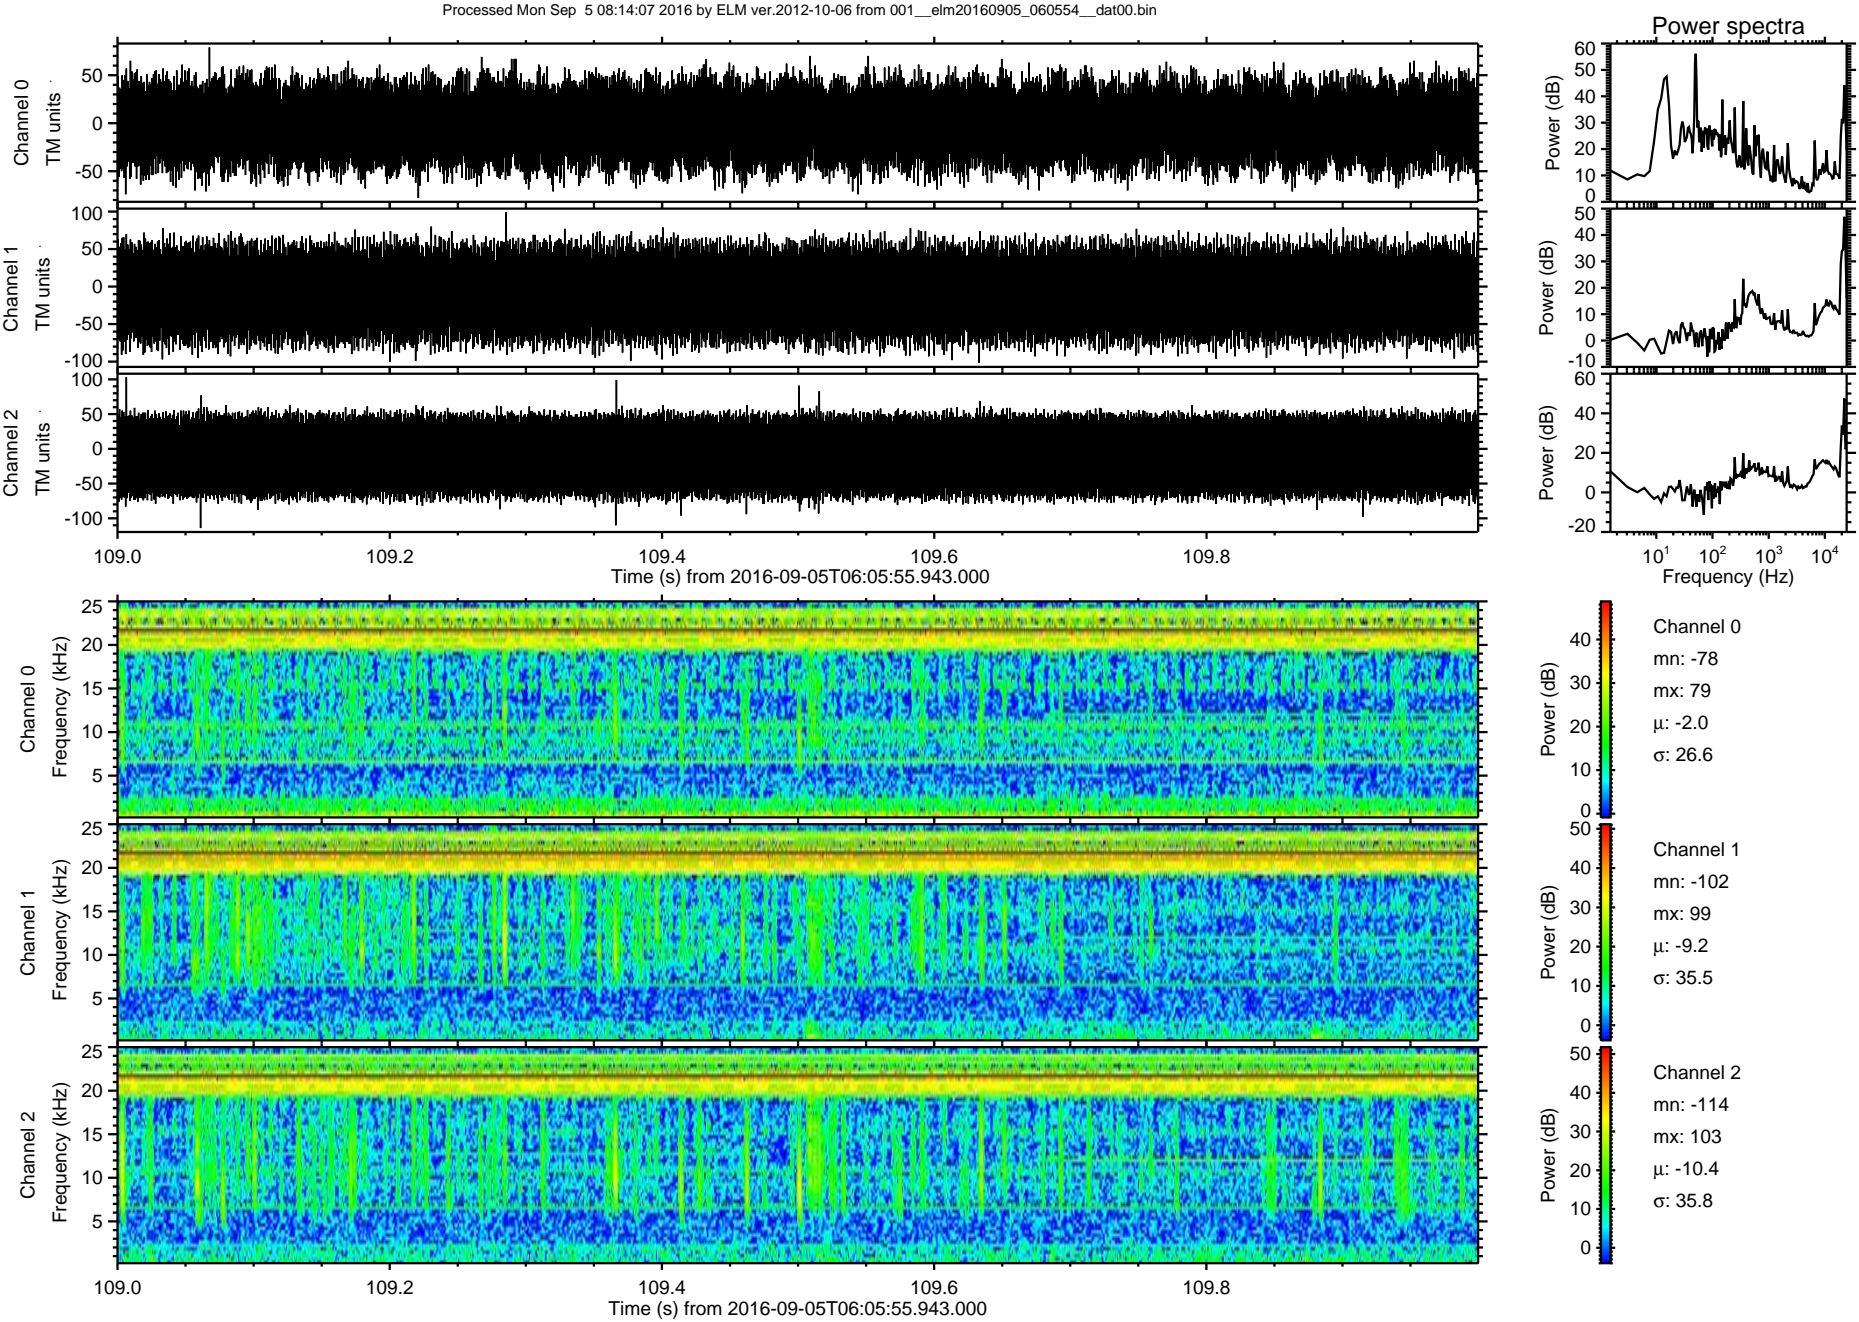 Processed Mon Sep  5 08:14:07 2016 by ELM ver.2012-10-06 from 001__elm20160905_060554__dat00.bin
Power spectra
Channel 0
TM units
50
0
-50
Power (dB)
60
50
40
30
20
10
0
Channel 1
TM units
100
50
0
-50
-100
Power (dB)
50
40
30
20
10
0
-10
Channel 2
TM units
100
50
0
-50
-100
Power (dB)
60
40
20
0
-20
109.0 109.2 109.4 109.6 109.8
Time (s) from 2016-09-05T06:05:55.943.000
10^1 10^2 10^3 10^4
Frequency (Hz)
Channel 0
Frequency (kHz)
25
20
15
10
5
Power (dB)
40
30
20
10
0
Channel 0
mn: -78
mx: 79
μ: -2.0
σ: 26.6
Channel 1
Frequency (kHz)
25
20
15
10
5
Power (dB)
50
40
30
20
10
0
Channel 1
mn: -102
mx: 99
μ: -9.2
σ: 35.5
Channel 2
Frequency (kHz)
25
20
15
10
5
Power (dB)
50
40
30
20
10
0
Channel 2
mn: -114
mx: 103
μ: -10.4
σ: 35.8
109.0 109.2 109.4 109.6 109.8
Time (s) from 2016-09-05T06:05:55.943.000